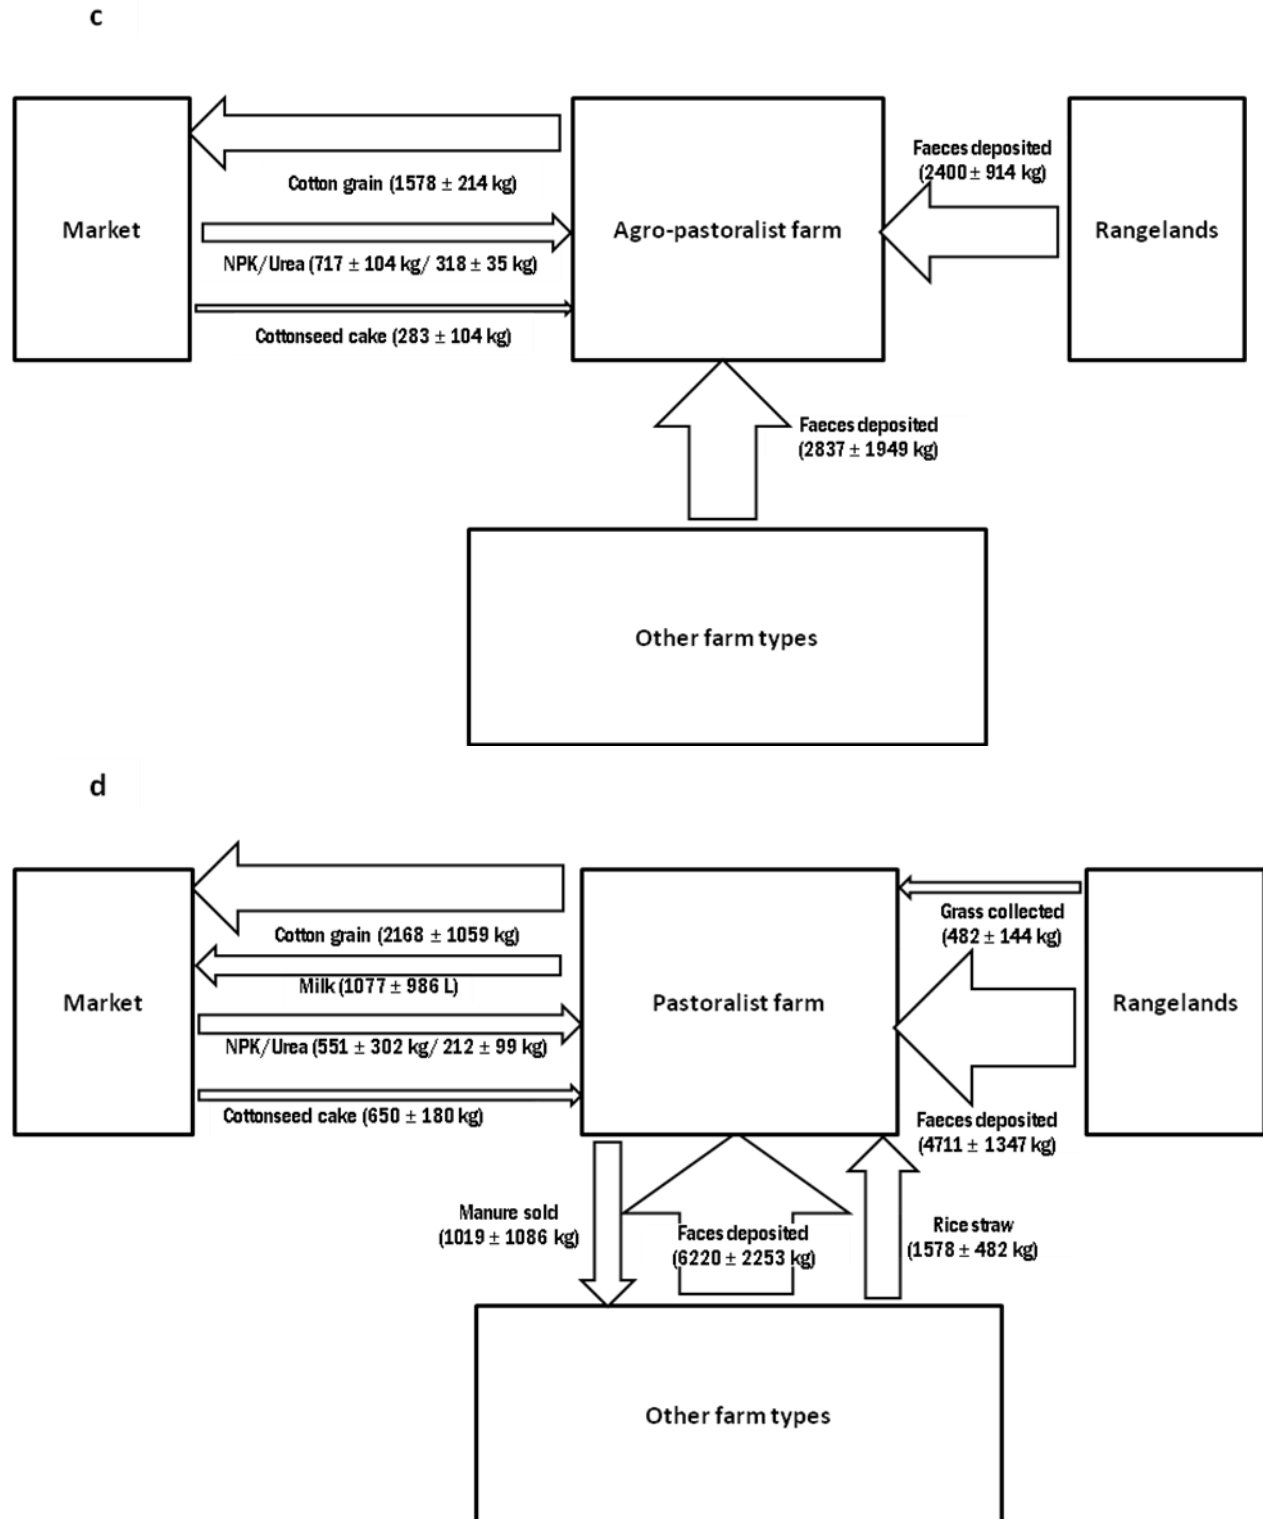 c
Market
Cotton grain (1578 ± 214 kg)
NPK/Urea (717 ± 104 kg/ 318 ± 35 kg)
Cottonseed cake (283 ± 104 kg)
Agro-pastoralist farm
Faeces deposited
(2400 ± 914 kg)
Rangelands
Faeces deposited
(2837 ± 1949 kg)
Other farm types
d
Market
Cotton grain (2168 ± 1059 kg)
Milk (1077 ± 986 L)
NPK/Urea (551 ± 302 kg/ 212 ± 99 kg)
Cottonseed cake (650 ± 180 kg)
Pastoralist farm
Grass collected
(482 ± 144 kg)
Rangelands
Faeces deposited
(4711 ± 1347 kg)
Manure sold
(1019 ± 1086 kg)
Faces deposited
(6220 ± 2253 kg)
Rice straw
(1578 ± 482 kg)
Other farm types